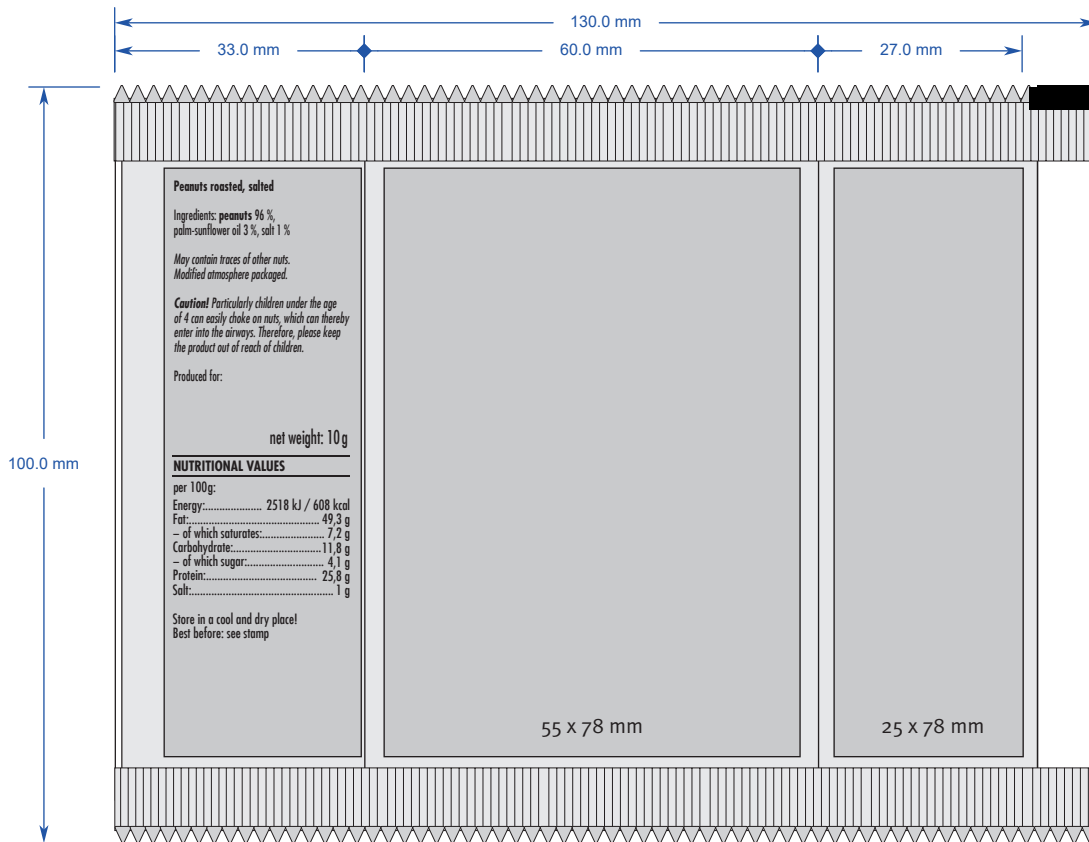 130.0 mm
33.0 mm
60.0 mm
27.0 mm
100.0 mm
Peanuts roasted, salted
Ingredients: peanuts 96 %,
palm-sunflower oil 3 %, salt 1 %
May contain traces of other nuts.
Modified atmosphere packaged.
Caution! Particularly children under the age
of 4 can easily choke on nuts, which can thereby
enter into the airways. Therefore, please keep
the product out of reach of children.
Produced for:
net weight: 10 g
NUTRITIONAL VALUES
per 100g:
Energy:.................... 2518 kJ / 608 kcal
Fat:.............................................. 49,3 g
– of which saturates:...................... 7,2 g
Carbohydrate:...............................11,8 g
– of which sugar:........................... 4,1 g
Protein:....................................... 25,8 g
Salt:.................................................. 1 g
Store in a cool and dry place!
Best before: see stamp
55 x 78 mm
25 x 78 mm